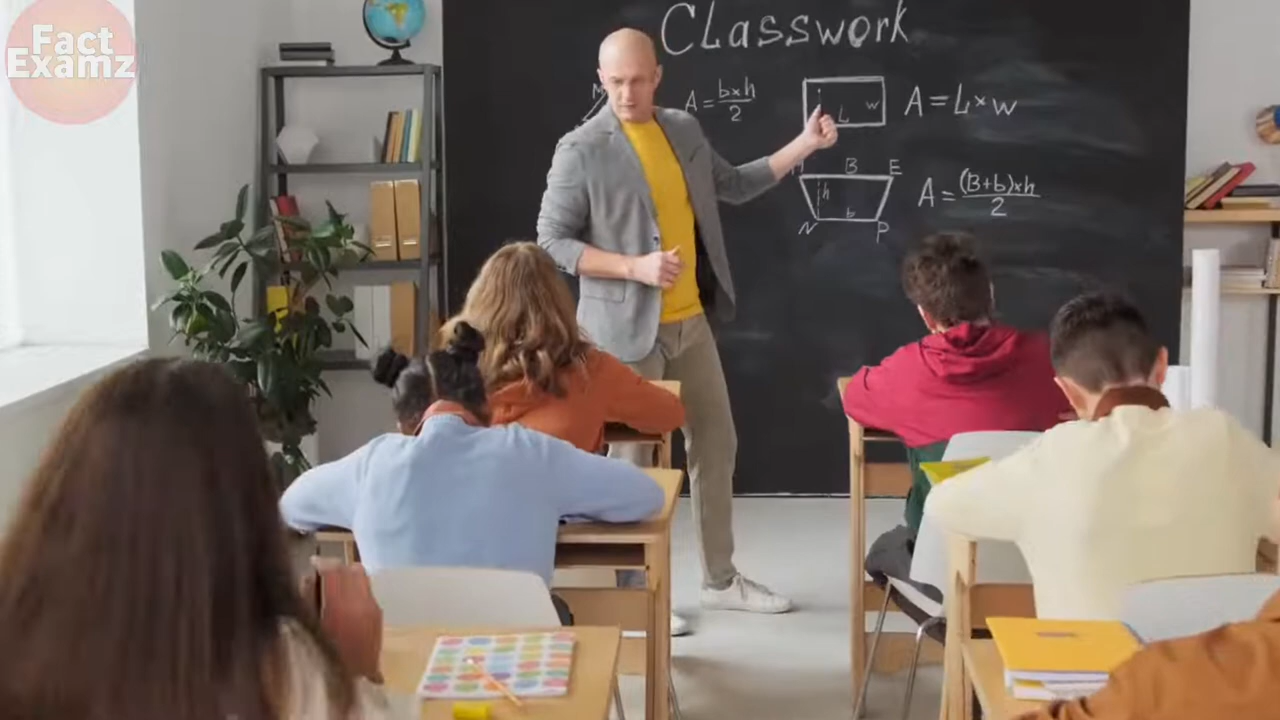 Fact
Examz
Classwork
M
A = b×h
2
L
w
A = L×w
B
E
h
b
N
P
A = (B+b)×h
2